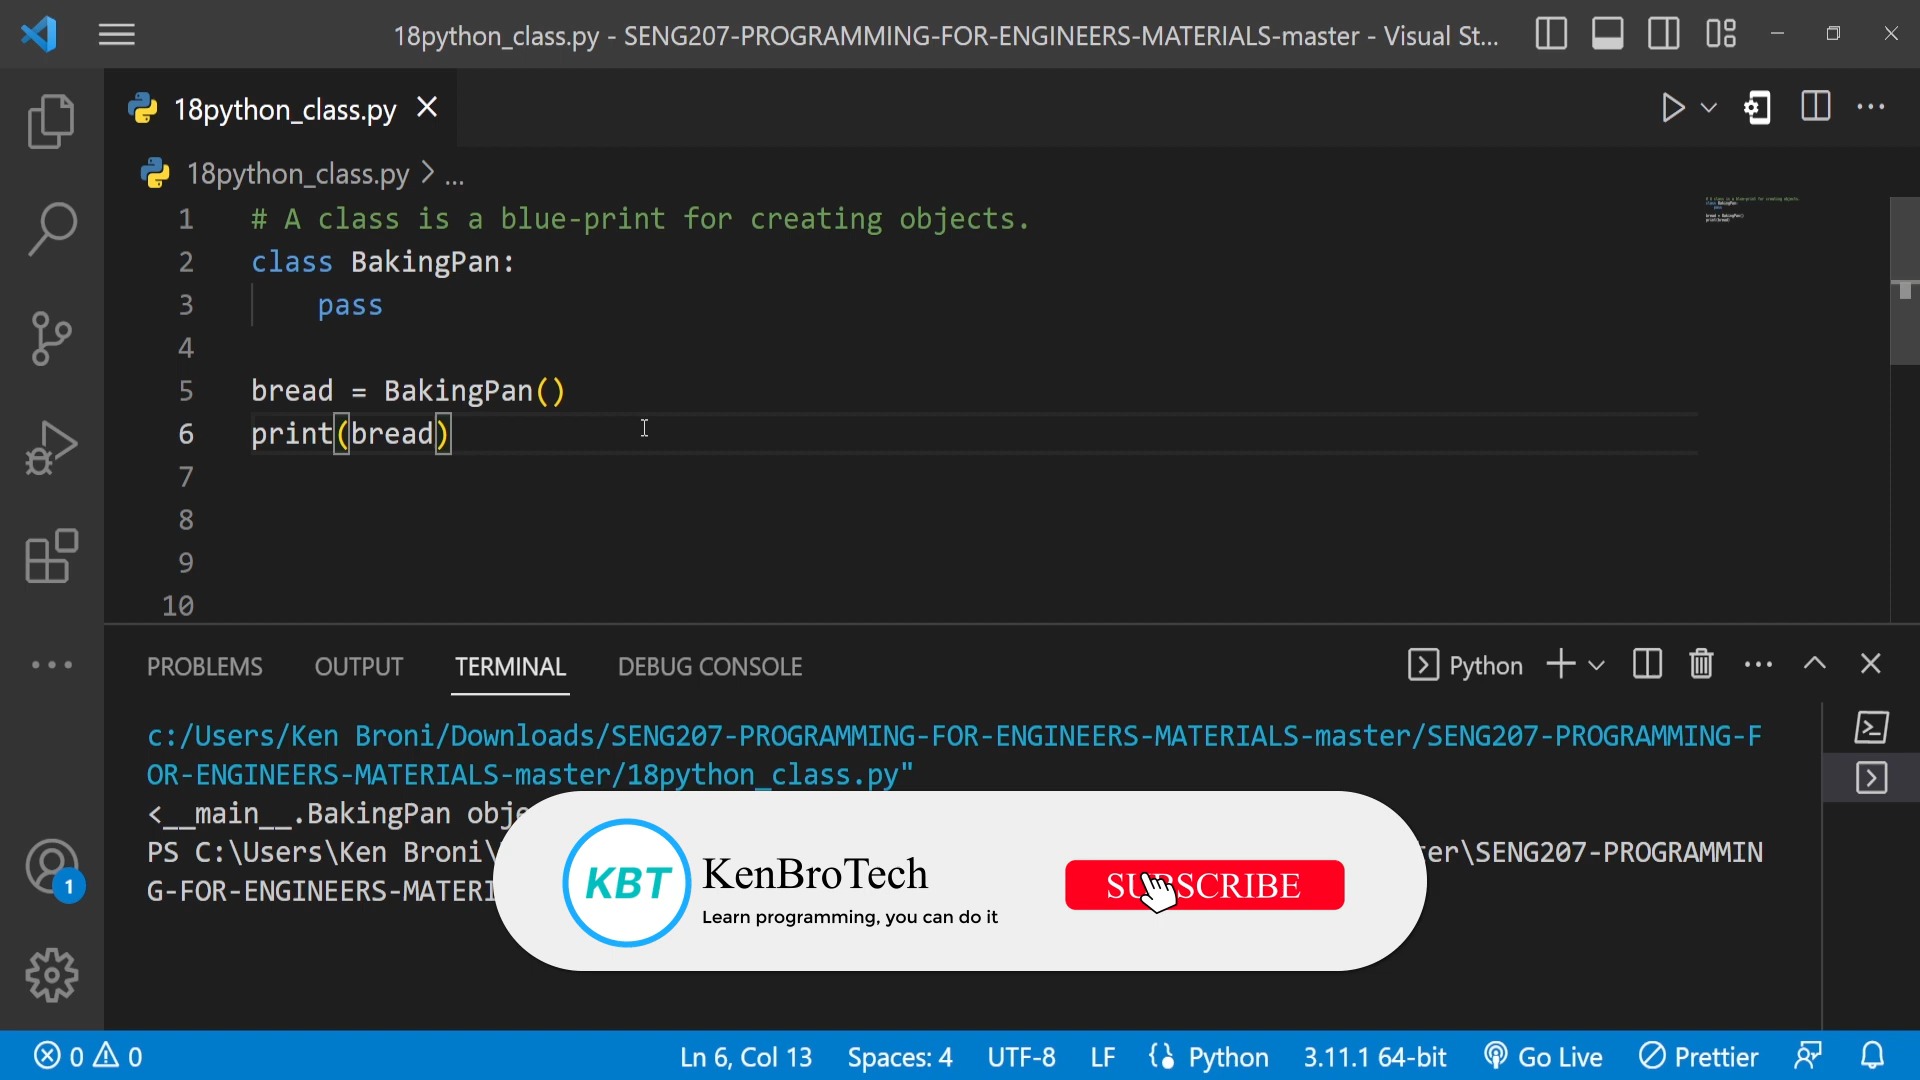 18python_class.py - SENG207-PROGRAMMING-FOR-ENGINEERS-MATERIALS-master - Visual St...
18python_class.py
18python_class.py > ...
1 # A class is a blue-print for creating objects.
2 class BakingPan:
3 pass
4
5 bread = BakingPan()
6 print(bread)
7
8
9
10
PROBLEMS OUTPUT TERMINAL DEBUG CONSOLE Python
c:/Users/Ken Broni/Downloads/SENG207-PROGRAMMING-FOR-ENGINEERS-MATERIALS-master/SENG207-PROGRAMMING-F
OR-ENGINEERS-MATERIALS-master/18python_class.py"
<__main__.BakingPan obje
PS C:\Users\Ken Broni\ er\SENG207-PROGRAMMIN
G-FOR-ENGINEERS-MATERI
KBT
KenBroTech
Learn programming, you can do it
SUBSCRIBE
1
0 0 Ln 6, Col 13 Spaces: 4 UTF-8 LF Python 3.11.1 64-bit Go Live Prettier